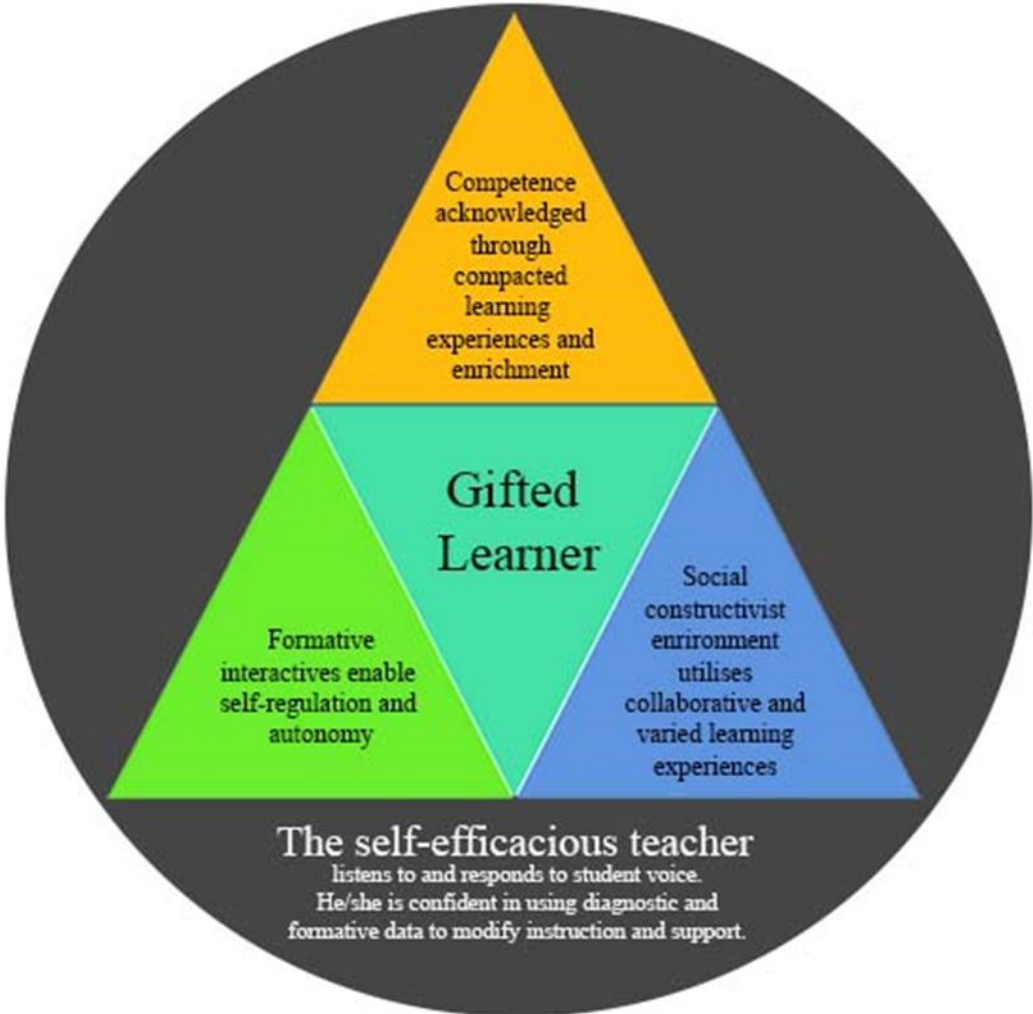 Competence
acknowledged
through
compacted
learning
experiences and
enrichment
Gifted
Learner
Formative
interactives enable
self-regulation and
autonomy
Social
constructivist
enrironment
utilises
collaborative and
varied learning
experiences
The self-efficacious teacher
listens to and responds to student voice.
He/she is confident in using diagnostic and
formative data to modify instruction and support.